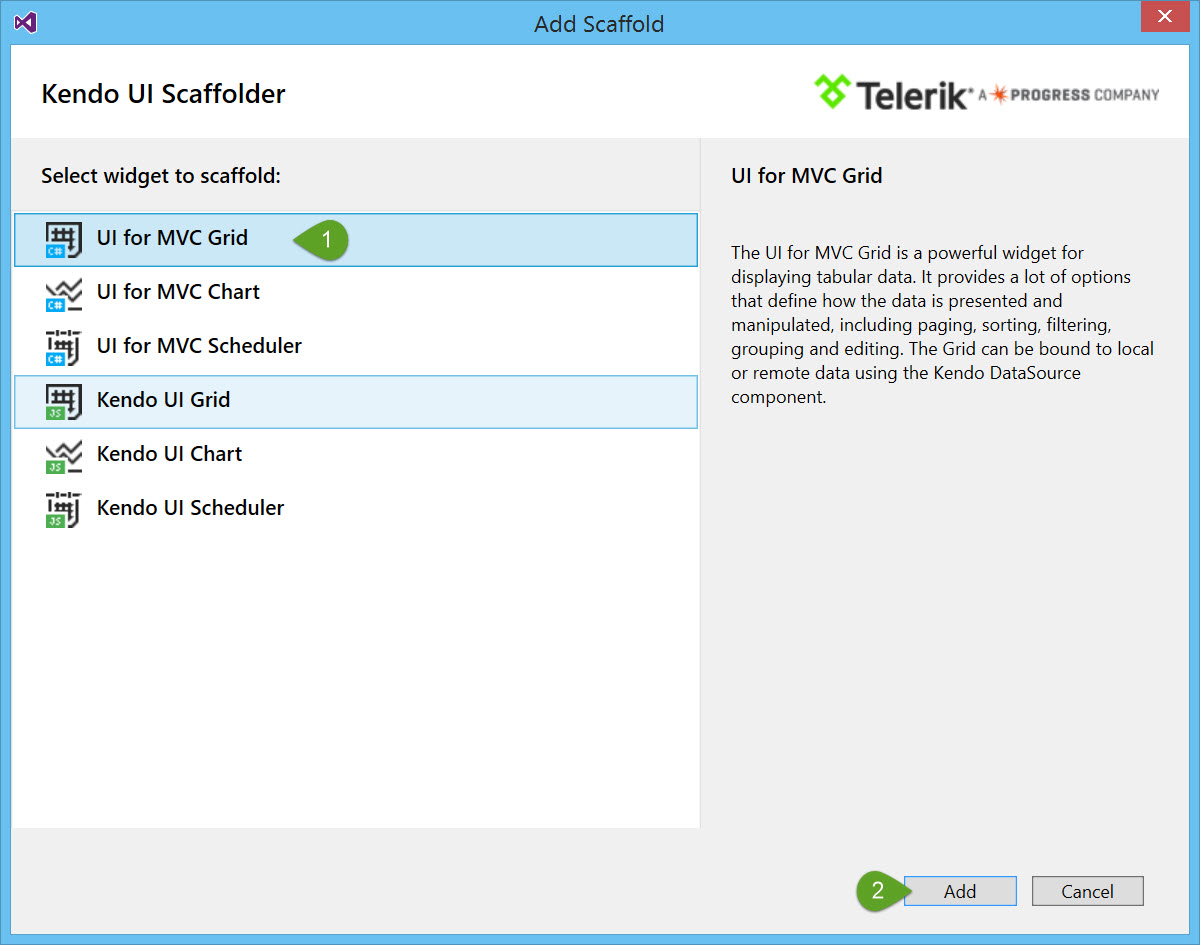 Add Scaffold
Kendo UI Scaffolder
Telerik® A PROGRESS COMPANY
Select widget to scaffold:
UI for MVC Grid
1
C#
UI for MVC Chart
C#
UI for MVC Scheduler
C#
Kendo UI Grid
JS
Kendo UI Chart
JS
Kendo UI Scheduler
JS
UI for MVC Grid
The UI for MVC Grid is a powerful widget for
displaying tabular data. It provides a lot of options
that define how the data is presented and
manipulated, including paging, sorting, filtering,
grouping and editing. The Grid can be bound to local
or remote data using the Kendo DataSource
component.
2
Add
Cancel